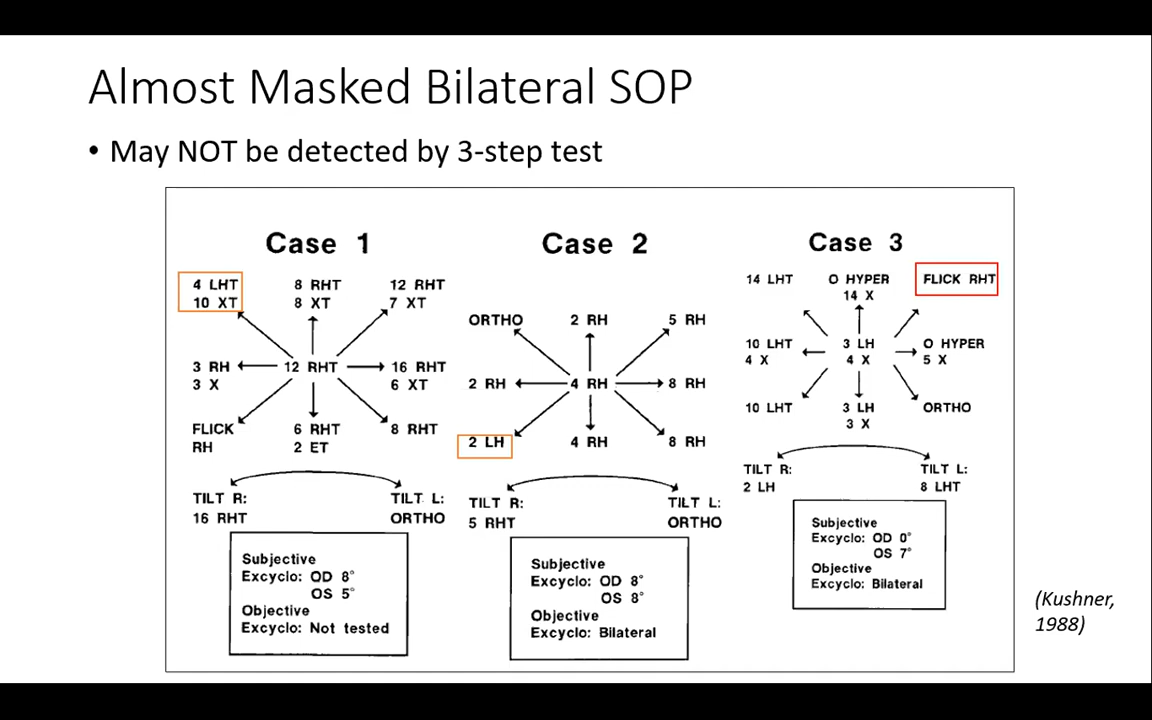 Almost Masked Bilateral SOP
• May NOT be detected by 3-step test
Case 1
4 LHT
10 XT
8 RHT
8 XT
12 RHT
7 XT
3 RH
3 X
12 RHT
16 RHT
6 XT
FLICK
RH
6 RHT
2 ET
8 RHT
TILT R:
16 RHT
TILT L:
ORTHO
Subjective
Excyclo: OD 8°
OS 5°
Objective
Excyclo: Not tested
Case 2
ORTHO
2 RH
5 RH
2 RH
4 RH
8 RH
2 LH
4 RH
8 RH
TILT R:
5 RHT
TILT L:
ORTHO
Subjective
Excyclo: OD 8°
OS 8°
Objective
Excyclo: Bilateral
Case 3
14 LHT
O HYPER
14 X
FLICK RHT
10 LHT
4 X
3 LH
4 X
O HYPER
5 X
10 LHT
3 LH
3 X
ORTHO
TILT R:
2 LH
TILT L:
8 LHT
Subjective
Excyclo: OD 0°
OS 7°
Objective
Excyclo: Bilateral
(Kushner,
1988)